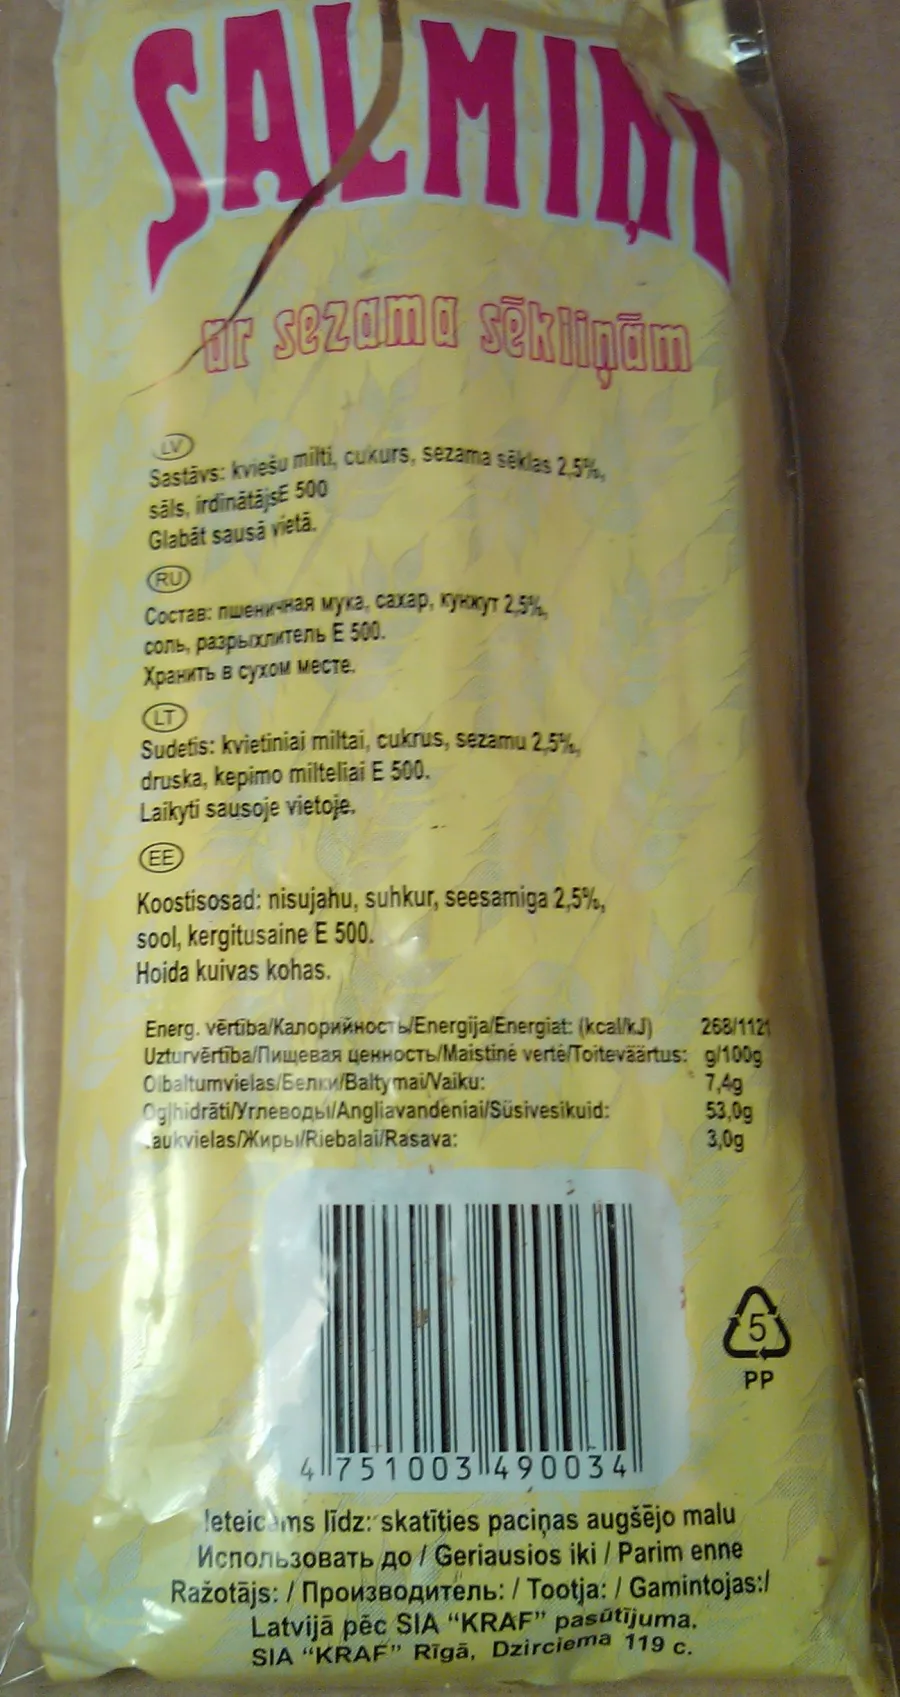 SALMIŅI
ar sezama sēkliņām
LV
Sastāvs: kviešu milti, cukurs, sezama sēklas 2,5%,
sāls, irdinātājsE 500
Glabāt sausā vietā.
RU
Состав: пшеничная мука, сахар, кунжут 2,5%,
соль, разрыхлитель E 500.
Хранить в сухом месте.
LT
Sudetis: kvietiniai miltai, cukrus, sezamu 2,5%,
druska, kepimo milteliai E 500.
Laikyti sausoje vietoje.
EE
Koostisosad: nisujahu, suhkur, seesamiga 2,5%,
sool, kergitusaine E 500.
Hoida kuivas kohas.
Energ. vērtība/Калорийность/Energija/Energiat: (kcal/kJ) 268/1121
Uzturvērtība/Пищевая ценность/Maistinė vertė/Toiteväärtus: g/100g
Olbaltumvielas/Белки/Baltymai/Vaiku: 7,4g
Ogļhidrāti/Углеводы/Angliavandeniai/Süsivesikuid: 53,0g
Taukvielas/Жиры/Riebalai/Rasava: 3,0g
4 751003 490034
5
PP
Ieteicams līdz: skatīties paciņas augšējo malu
Использовать до / Geriausios iki / Parim enne
Ražotājs: / Производитель: / Tootja: / Gamintojas:/
Latvijā pēc SIA “KRAF” pasūtījuma.
SIA “KRAF” Rīgā, Dzirciema 119 c.